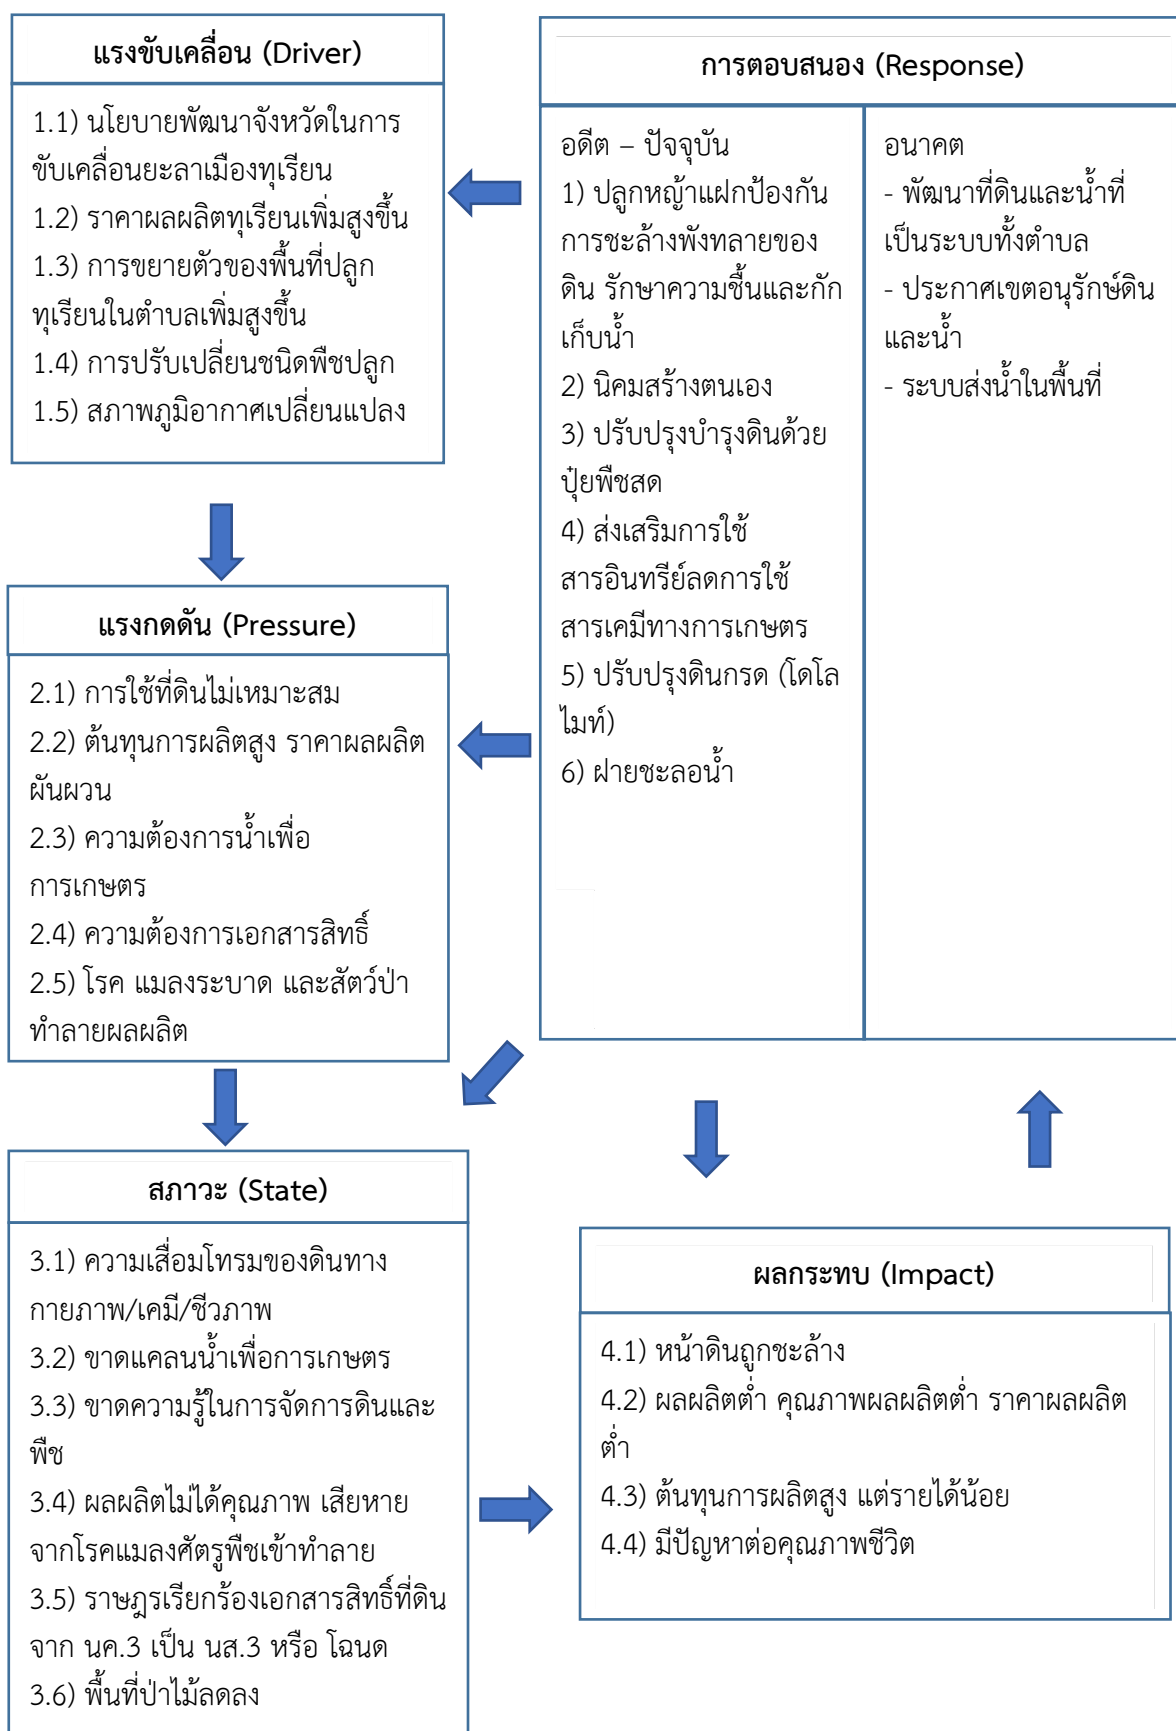 แรงขับเคลื่อน (Driver)
1.1) นโยบายพัฒนาจังหวัดในการ
ขับเคลื่อนยะลาเมืองทุเรียน
1.2) ราคาผลผลิตทุเรียนเพิ่มสูงขึ้น
1.3) การขยายตัวของพื้นที่ปลูก
ทุเรียนในตำบลเพิ่มสูงขึ้น
1.4) การปรับเปลี่ยนชนิดพืชปลูก
1.5) สภาพภูมิอากาศเปลี่ยนแปลง
แรงกดดัน (Pressure)
2.1) การใช้ที่ดินไม่เหมาะสม
2.2) ต้นทุนการผลิตสูง ราคาผลผลิต
ผันผวน
2.3) ความต้องการน้ำเพื่อ
การเกษตร
2.4) ความต้องการเอกสารสิทธิ์
2.5) โรค แมลงระบาด และสัตว์ป่า
ทำลายผลผลิต
สภาวะ (State)
3.1) ความเสื่อมโทรมของดินทาง
กายภาพ/เคมี/ชีวภาพ
3.2) ขาดแคลนน้ำเพื่อการเกษตร
3.3) ขาดความรู้ในการจัดการดินและ
พืช
3.4) ผลผลิตไม่ได้คุณภาพ เสียหาย
จากโรคแมลงศัตรูพืชเข้าทำลาย
3.5) ราษฎรเรียกร้องเอกสารสิทธิ์ที่ดิน
จาก นค.3 เป็น นส.3 หรือ โฉนด
3.6) พื้นที่ป่าไม้ลดลง
การตอบสนอง (Response)
อดีต – ปัจจุบัน
1) ปลูกหญ้าแฝกป้องกัน
การชะล้างพังทลายของ
ดิน รักษาความชื้นและกัก
เก็บน้ำ
2) นิคมสร้างตนเอง
3) ปรับปรุงบำรุงดินด้วย
ปุ๋ยพืชสด
4) ส่งเสริมการใช้
สารอินทรีย์ลดการใช้
สารเคมีทางการเกษตร
5) ปรับปรุงดินกรด (โดโล
ไมท์)
6) ฝายชะลอน้ำ
อนาคต
- พัฒนาที่ดินและน้ำที่
เป็นระบบทั้งตำบล
- ประกาศเขตอนุรักษ์ดิน
และน้ำ
- ระบบส่งน้ำในพื้นที่
ผลกระทบ (Impact)
4.1) หน้าดินถูกชะล้าง
4.2) ผลผลิตต่ำ คุณภาพผลผลิตต่ำ ราคาผลผลิต
ต่ำ
4.3) ต้นทุนการผลิตสูง แต่รายได้น้อย
4.4) มีปัญหาต่อคุณภาพชีวิต